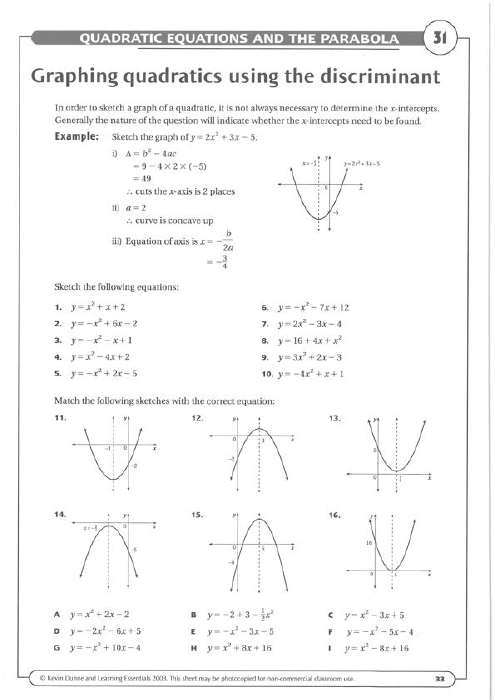 QUADRATIC EQUATIONS AND THE PARABOLA
31
Graphing quadratics using the discriminant
In order to sketch a graph of a quadratic, it is not always necessary to determine the x-intercepts.
Generally the nature of the question will indicate whether the x-intercepts need to be found.
Example: Sketch the graph of y = 2x² + 3x − 5.
i) Δ = b² − 4ac
= 9 − 4 × 2 × (−5)
= 49
∴ cuts the x-axis is 2 places
ii) a = 2
∴ curve is concave up
iii) Equation of axis is x = − b/2a
= − 3/4
y=2x²+3x−5
Sketch the following equations:
1. y = x² + x + 2
2. y = −x² + 6x − 2
3. y = −x² − x + 1
4. y = x² − 4x + 2
5. y = −x² + 2x − 5
6. y = −x² − 7x + 12
7. y = 2x² − 3x − 4
8. y = 16 + 4x + x²
9. y = 3x² + 2x − 3
10. y = −4x² + x + 1
Match the following sketches with the correct equation:
11.
12.
13.
14.
15.
16.
16
A y = x² + 2x − 2
B y = −2 + 3 − ½x²
C y = x² − 3x + 5
D y = −2x² − 6x + 5
E y = −x² − 3x − 5
F y = −x² − 5x − 4
G y = −x² + 10x − 4
H y = x² + 8x + 16
I y = x² − 8x + 16
© Kevin Dunne and Learning Essentials 2003. This sheet may be photocopied for non-commercial classroom use.